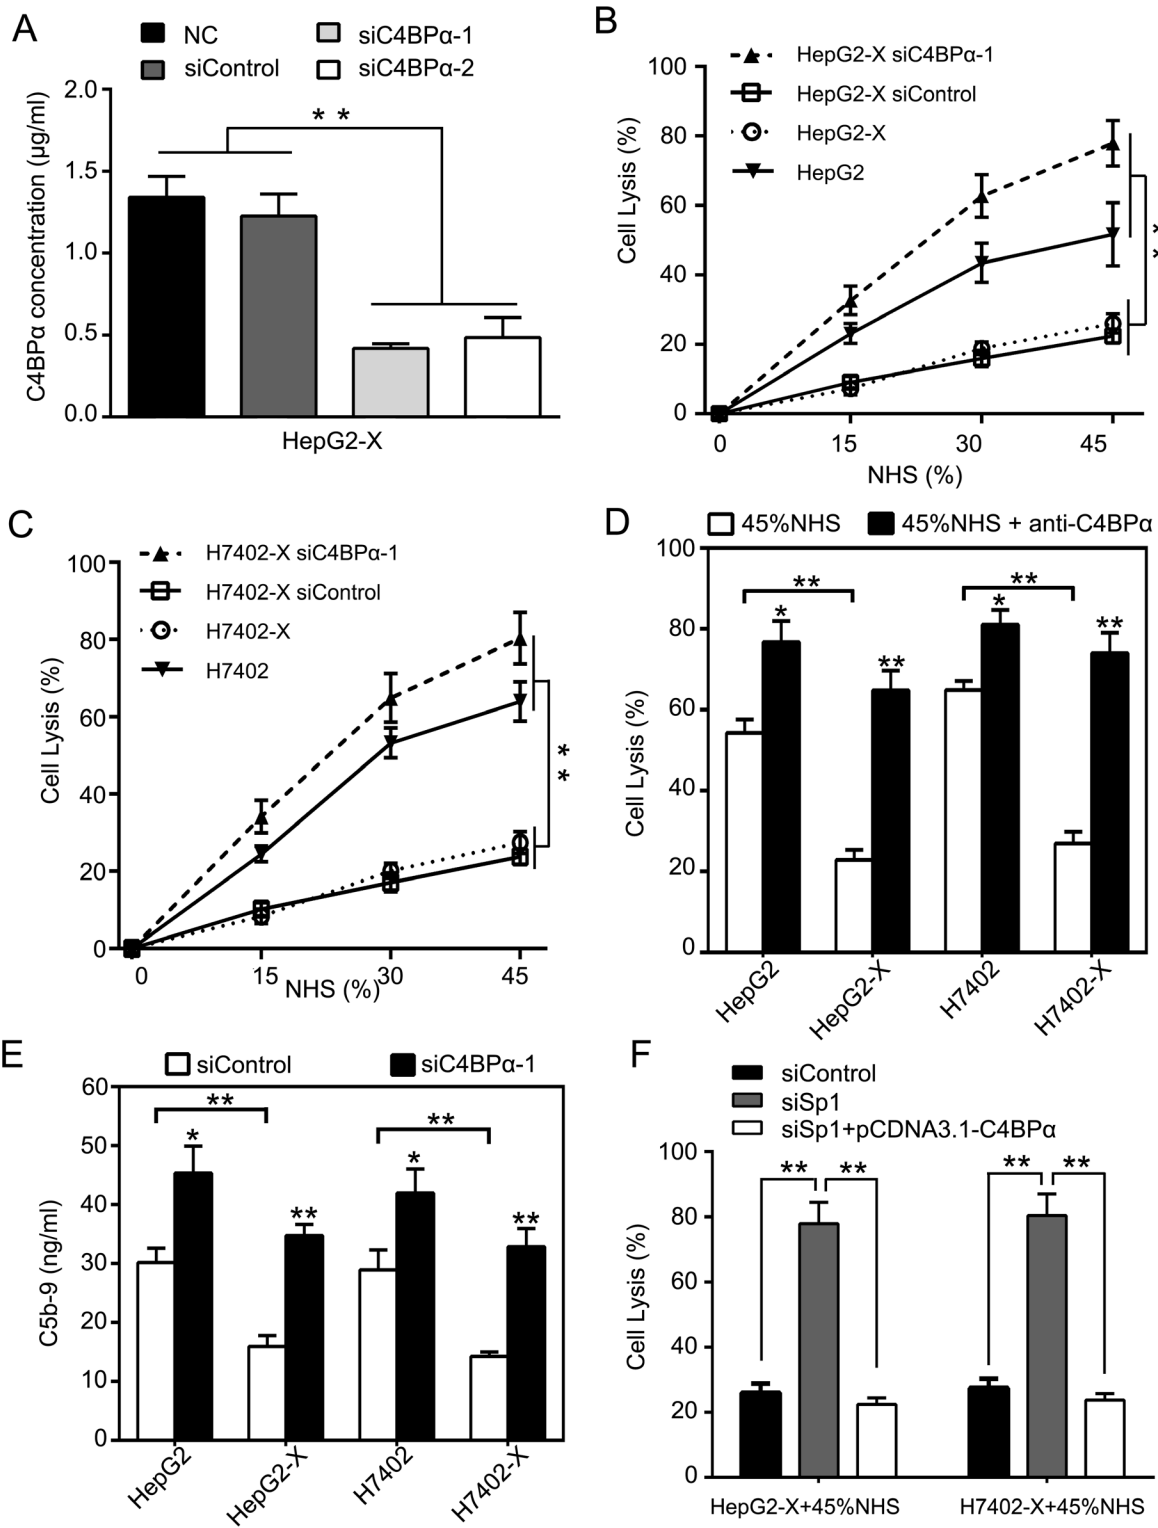 A
NC
siC4BPα-1
siControl
siC4BPα-2
C4BPα concentration (μg/ml)
2.0
* *
1.5
1.0
0.5
0.0
HepG2-X
B
HepG2-X siC4BPα-1
HepG2-X siControl
HepG2-X
HepG2
Cell Lysis (%)
100
80
60
40
20
0
* *
0 15 30 45
NHS (%)
C
H7402-X siC4BPα-1
H7402-X siControl
H7402-X
H7402
Cell Lysis (%)
100
80
60
40
20
0
* *
0 15 30 45
NHS (%)
D
45%NHS
45%NHS + anti-C4BPα
Cell Lysis (%)
100
80
60
40
20
0
** **
* ** * **
HepG2 HepG2-X H7402 H7402-X
E
siControl
siC4BPα-1
C5b-9 (ng/ml)
60
50
40
30
20
10
0
** **
* ** * **
HepG2 HepG2-X H7402 H7402-X
F
siControl
siSp1
siSp1+pCDNA3.1-C4BPα
Cell Lysis (%)
100
80
60
40
20
0
** ** ** **
HepG2-X+45%NHS H7402-X+45%NHS